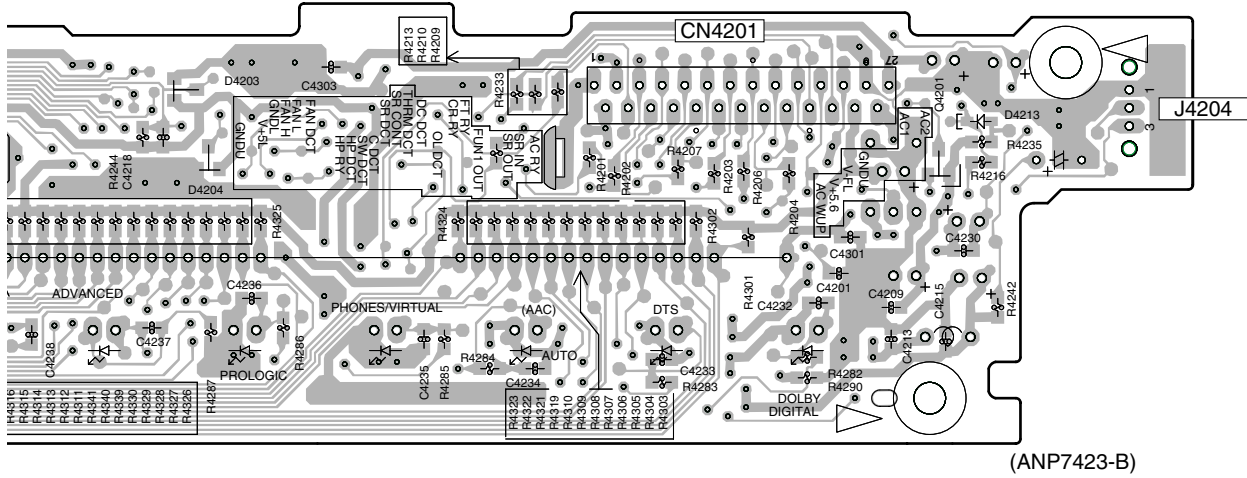 CN4201
J4204
1
3
1
27
R4213
R4210
R4209
R4233
D4203
C4303
R4244
C4218
D4204
GNDU
V+5L
GNDL
FAN H
FAN L
FAN DCT
HP RY
HP DCT
SW DCT
C DCT
SR DCT
SR CONT
THRM DCT
DC DCT
OL DCT
CR RY
FT RY
FUN1 OUT
SR OUT
SR IN
AC RY
R4201
R4202
R4207
R4203
R4206
R4204
AC1
AC2
GND6
V-FL
V+5.6
AC WUP
C4201
D4213
R4235
R4216
R4325
R4324
R4302
C4230
C4301
C4201
C4209
C4215
R4242
R4301
C4232
C4213
ADVANCED
C4236
C4237
C4238
R4287
R4286
PROLOGIC
PHONES/VIRTUAL
C4235
R4285
R4284
(AAC)
AUTO
C4234
DTS
C4233
R4283
R4282
R4290
DOLBY
DIGITAL
R4316
R4315
R4314
R4313
R4312
R4311
R4341
R4340
R4339
R4330
R4329
R4328
R4327
R4326
R4323
R4322
R4321
R4319
R4310
R4309
R4308
R4307
R4306
R4305
R4304
R4303
(ANP7423-B)